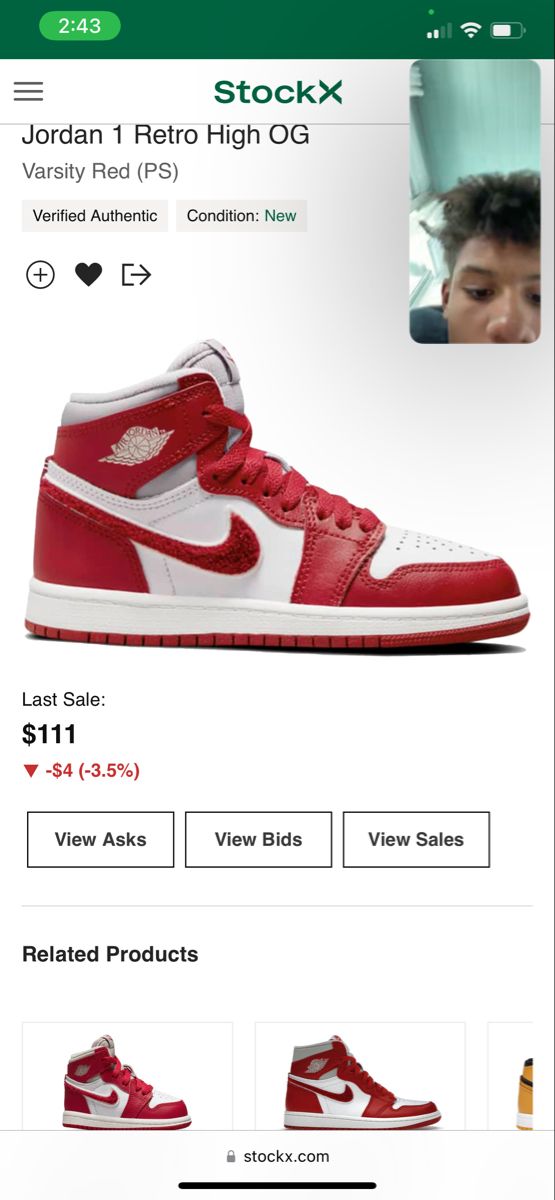 2:43
StockX
Jordan 1 Retro High OG
Varsity Red (PS)
Verified Authentic
Condition: New
Last Sale:
$111
▼ -$4 (-3.5%)
View Asks
View Bids
View Sales
Related Products
stockx.com